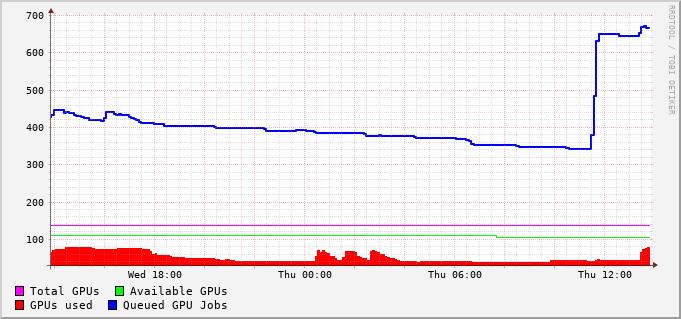 700
600
500
400
300
200
100
Wed 18:00 Thu 00:00 Thu 06:00 Thu 12:00
Total GPUs Available GPUs
GPUs used Queued GPU Jobs
RRDTOOL / TOBI OETIKER